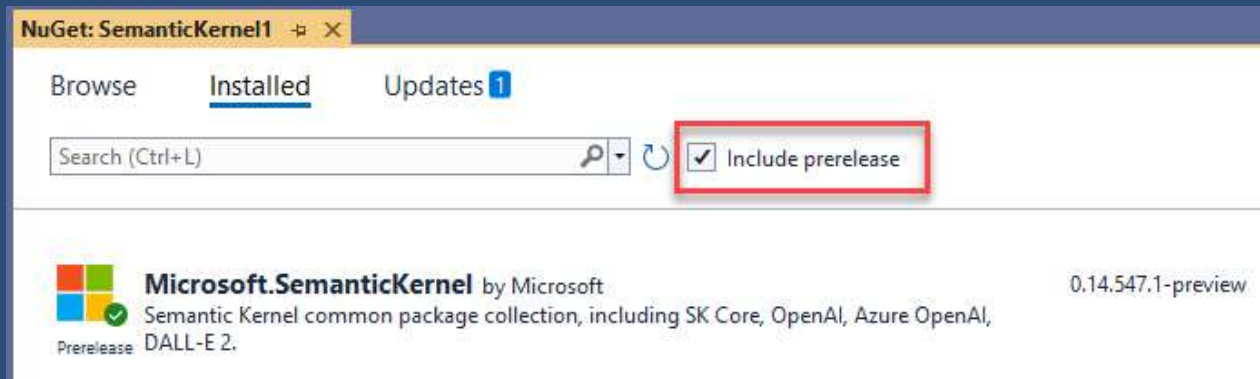 NuGet: SemanticKernel1
Browse Installed Updates 1
Search (Ctrl+L) Include prerelease
Microsoft.SemanticKernel by Microsoft 0.14.547.1-preview
Semantic Kernel common package collection, including SK Core, OpenAI, Azure OpenAI,
Prerelease DALL-E 2.